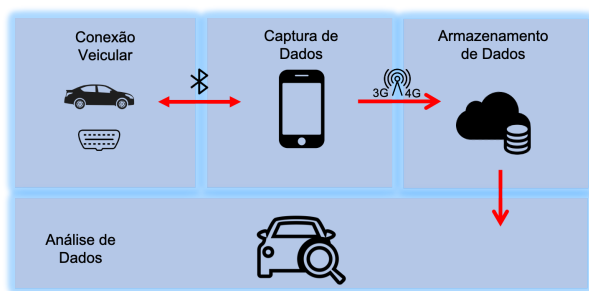 Conexão
Veicular
Captura de
Dados
3G
4G
Armazenamento
de Dados
Análise de
Dados